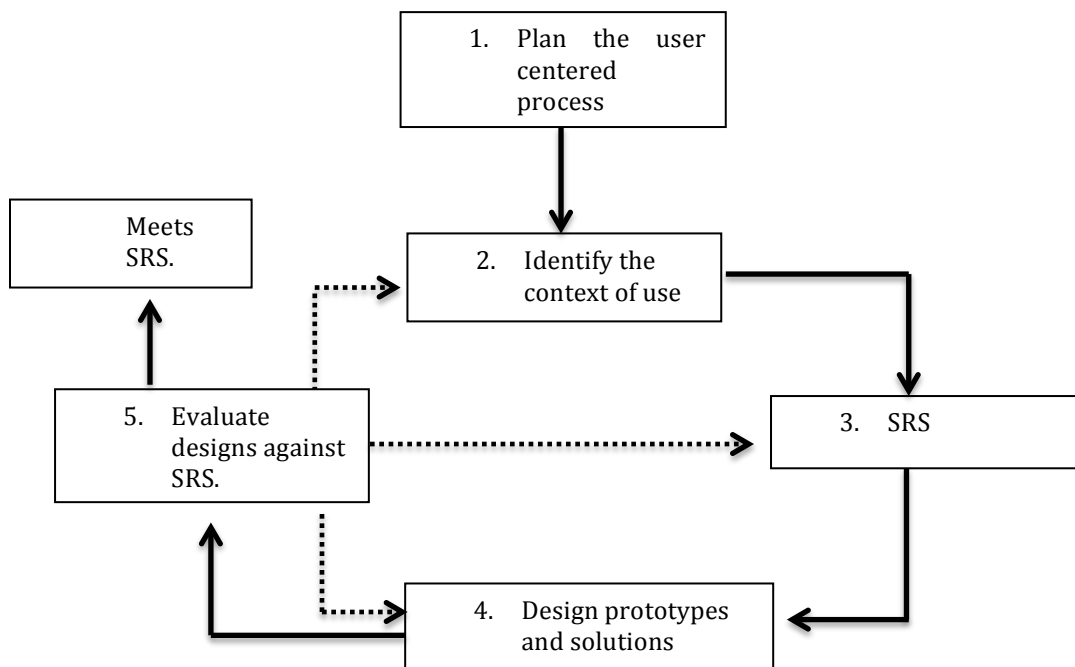 1. Plan the user
centered
process
Meets
SRS.
2. Identify the
context of use
5. Evaluate
designs against
SRS.
3. SRS
4. Design prototypes
and solutions